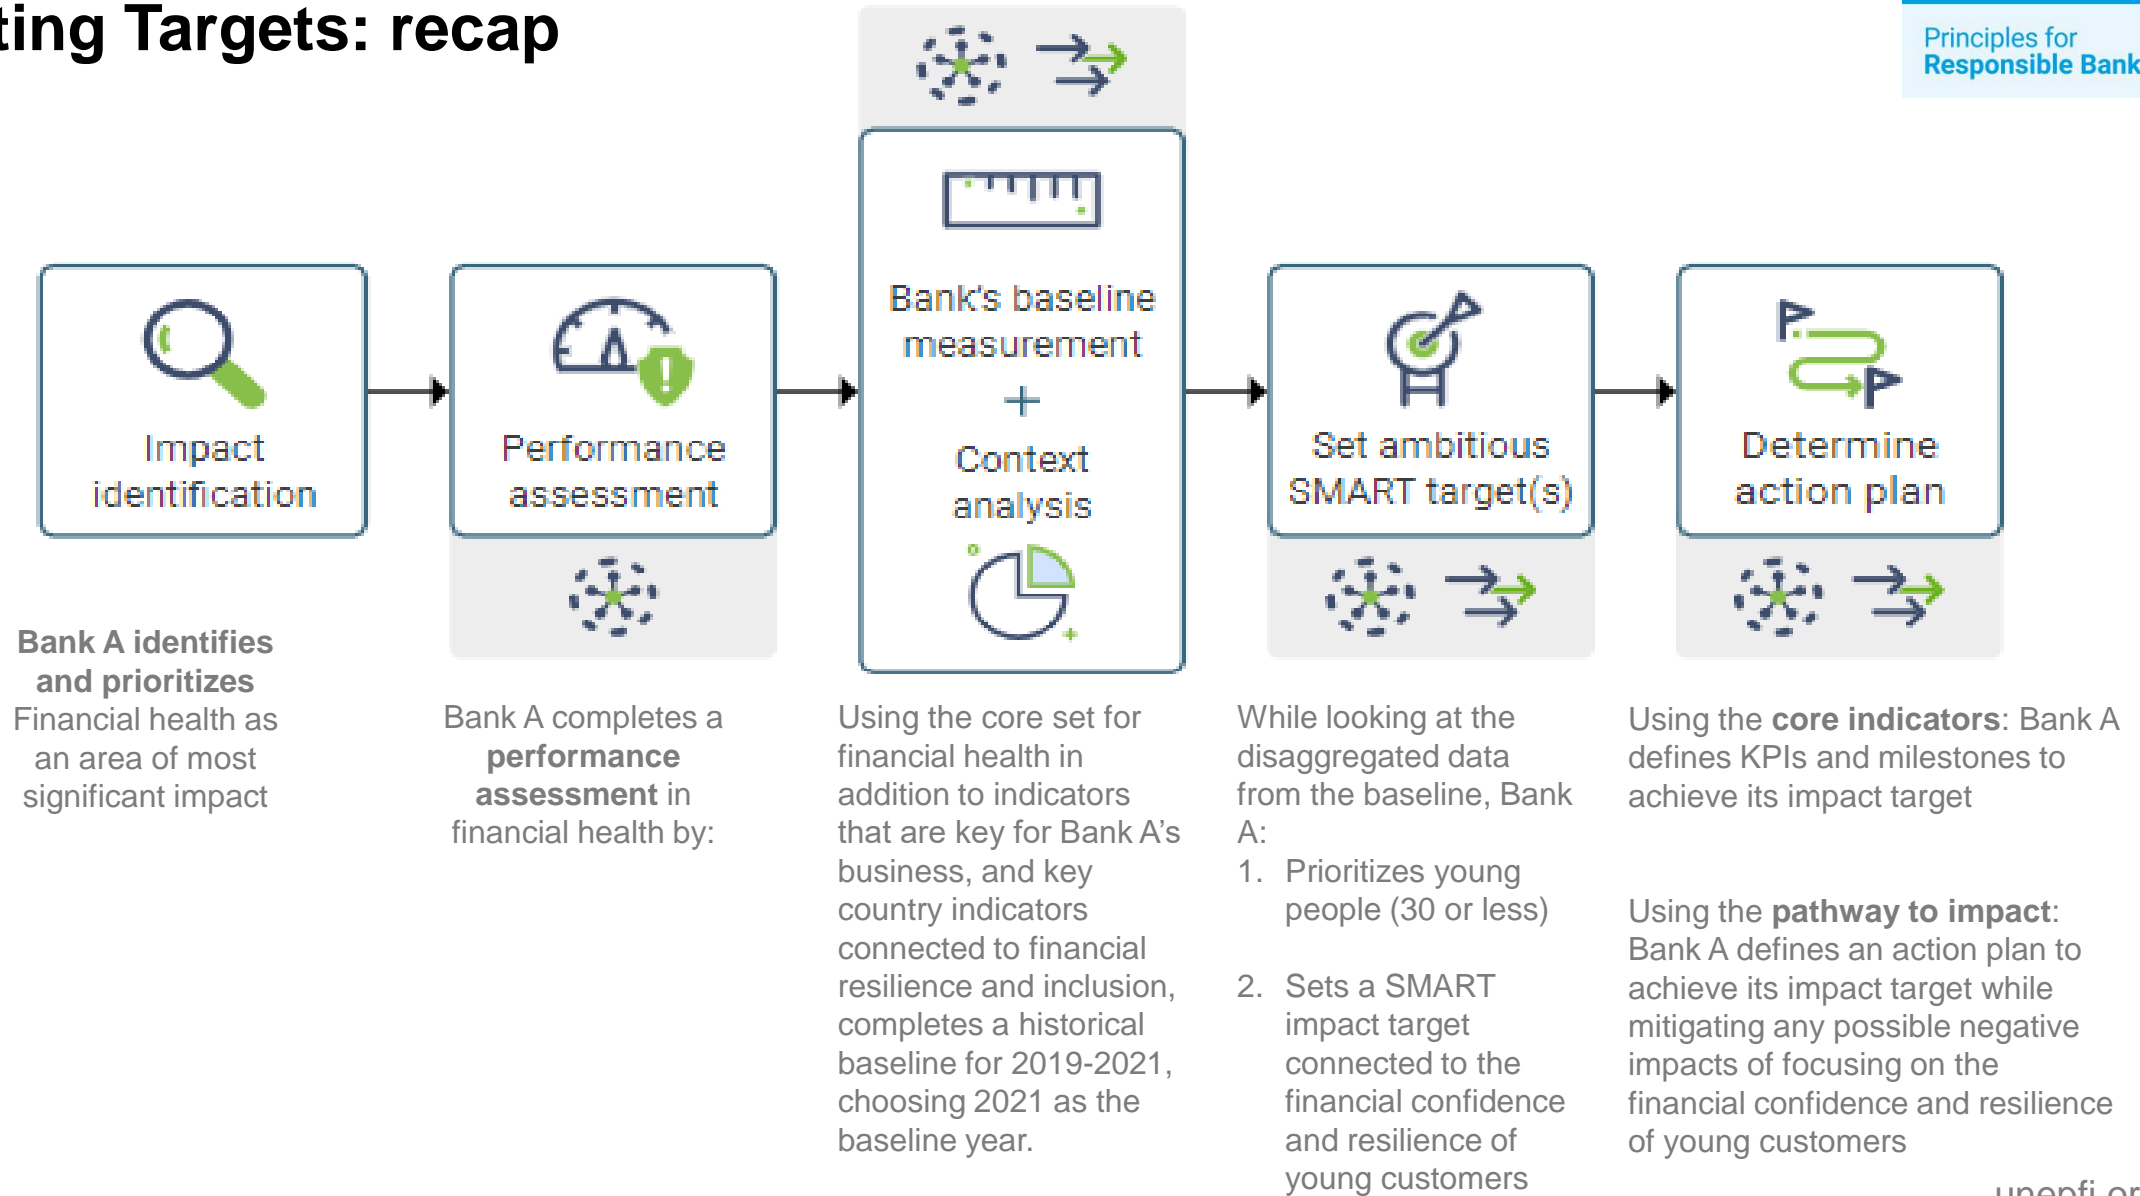 ting Targets: recap
Principles for
Responsible Bank
Impact
identification
Performance
assessment
Bank's baseline
measurement
+
Context
analysis
Set ambitious
SMART target(s)
Determine
action plan
Bank A identifies
and prioritizes
Financial health as
an area of most
significant impact
Bank A completes a
performance
assessment in
financial health by:
Using the core set for
financial health in
addition to indicators
that are key for Bank A’s
business, and key
country indicators
connected to financial
resilience and inclusion,
completes a historical
baseline for 2019-2021,
choosing 2021 as the
baseline year.
While looking at the
disaggregated data
from the baseline, Bank
A:
1. Prioritizes young
people (30 or less)
2. Sets a SMART
impact target
connected to the
financial confidence
and resilience of
young customers
Using the core indicators: Bank A
defines KPIs and milestones to
achieve its impact target
Using the pathway to impact:
Bank A defines an action plan to
achieve its impact target while
mitigating any possible negative
impacts of focusing on the
financial confidence and resilience
of young customers
unepfi.or